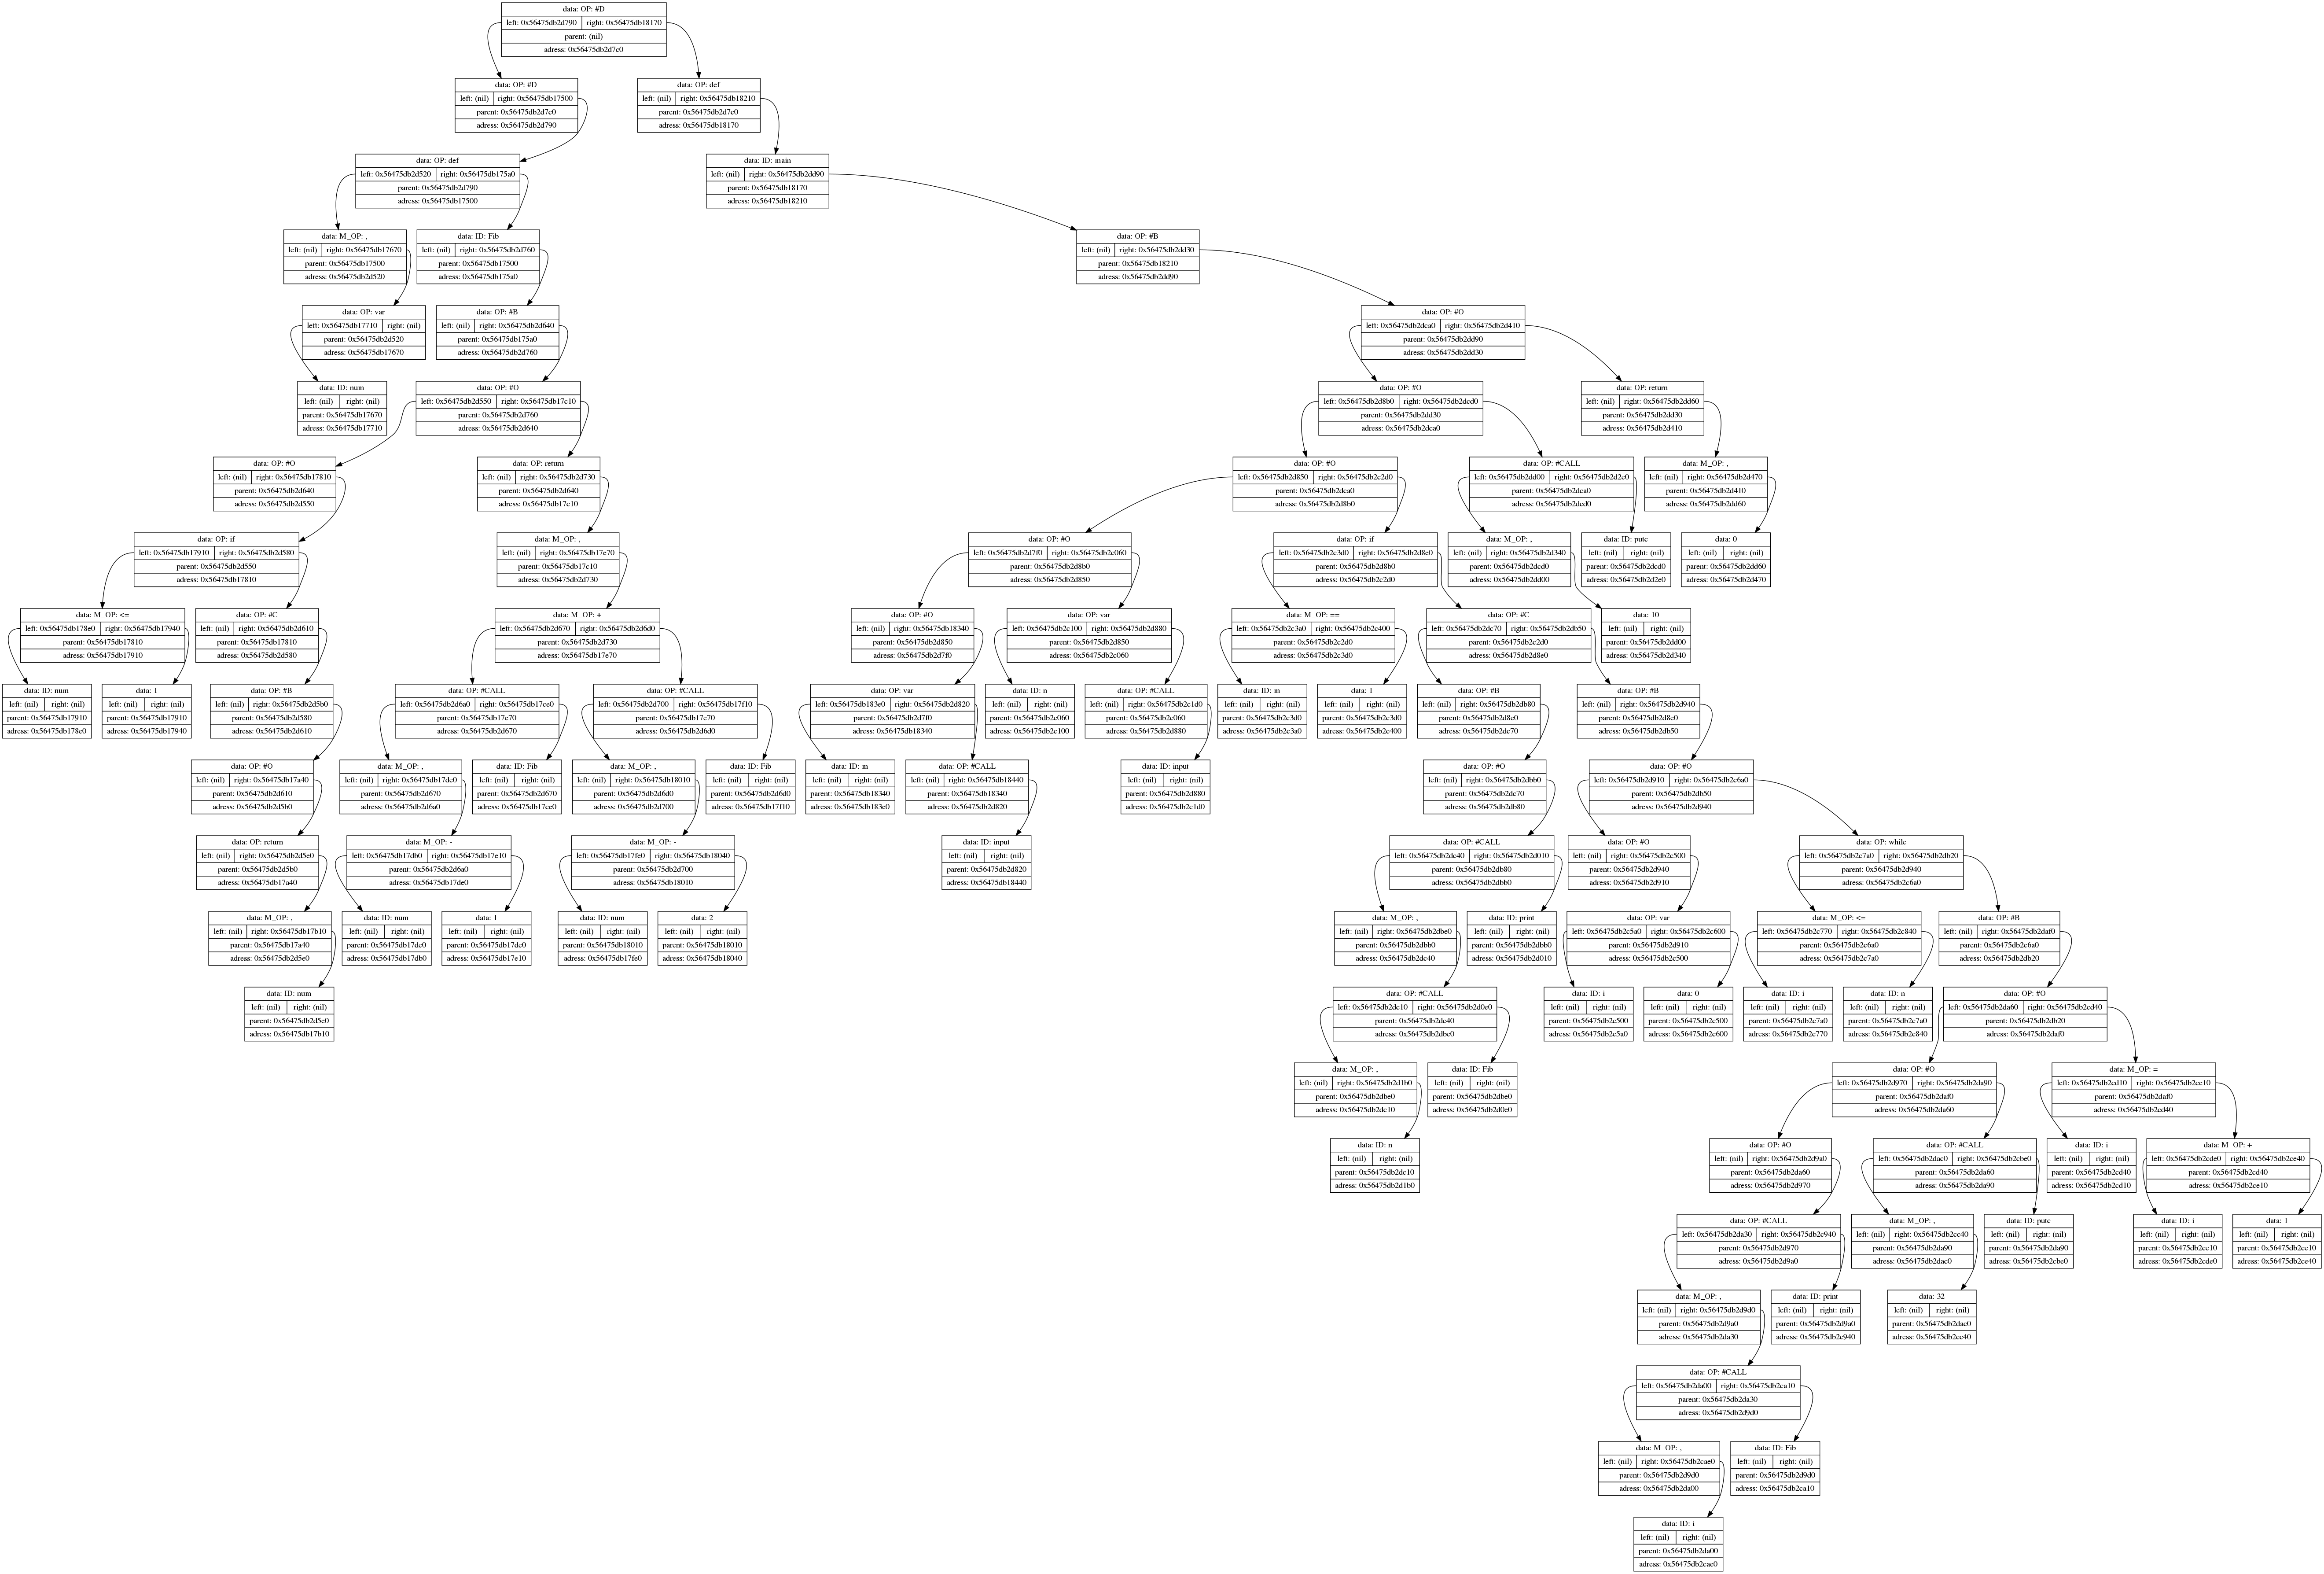 data: OP: #D
left: 0x56475db2d790 right: 0x56475db18170
parent: (nil)
adress: 0x56475db2d7c0
data: OP: #D
left: (nil) right: 0x56475db17500
parent: 0x56475db2d7c0
adress: 0x56475db2d790
data: OP: def
left: (nil) right: 0x56475db18210
parent: 0x56475db2d7c0
adress: 0x56475db18170
data: OP: def
left: 0x56475db2d520 right: 0x56475db175a0
parent: 0x56475db2d790
adress: 0x56475db17500
data: ID: main
left: (nil) right: 0x56475db2dd90
parent: 0x56475db18170
adress: 0x56475db18210
data: M_OP: ,
left: (nil) right: 0x56475db17670
parent: 0x56475db17500
adress: 0x56475db2d520
data: ID: Fib
left: (nil) right: 0x56475db2d760
parent: 0x56475db17500
adress: 0x56475db175a0
data: OP: #B
left: (nil) right: 0x56475db2dd30
parent: 0x56475db18210
adress: 0x56475db2dd90
data: OP: var
left: 0x56475db17710 right: (nil)
parent: 0x56475db2d520
adress: 0x56475db17670
data: OP: #B
left: (nil) right: 0x56475db2d640
parent: 0x56475db175a0
adress: 0x56475db2d760
data: OP: #O
left: 0x56475db2dca0 right: 0x56475db2d410
parent: 0x56475db2dd90
adress: 0x56475db2dd30
data: ID: num
left: (nil) right: (nil)
parent: 0x56475db17670
adress: 0x56475db17710
data: OP: #O
left: 0x56475db2d550 right: 0x56475db17c10
parent: 0x56475db2d760
adress: 0x56475db2d640
data: OP: #O
left: 0x56475db2d8b0 right: 0x56475db2dcd0
parent: 0x56475db2dd30
adress: 0x56475db2dca0
data: OP: return
left: (nil) right: 0x56475db2dd60
parent: 0x56475db2dd30
adress: 0x56475db2d410
data: OP: #O
left: (nil) right: 0x56475db17810
parent: 0x56475db2d640
adress: 0x56475db2d550
data: OP: return
left: (nil) right: 0x56475db2d730
parent: 0x56475db2d640
adress: 0x56475db17c10
data: OP: #O
left: 0x56475db2d850 right: 0x56475db2c2d0
parent: 0x56475db2dca0
adress: 0x56475db2d8b0
data: OP: #CALL
left: 0x56475db2dd00 right: 0x56475db2d2e0
parent: 0x56475db2dca0
adress: 0x56475db2dcd0
data: M_OP: ,
left: (nil) right: 0x56475db2d470
parent: 0x56475db2d410
adress: 0x56475db2dd60
data: OP: if
left: 0x56475db17910 right: 0x56475db2d580
parent: 0x56475db2d550
adress: 0x56475db17810
data: M_OP: ,
left: (nil) right: 0x56475db17e70
parent: 0x56475db17c10
adress: 0x56475db2d730
data: OP: #O
left: 0x56475db2d7f0 right: 0x56475db2c060
parent: 0x56475db2d8b0
adress: 0x56475db2d850
data: OP: if
left: 0x56475db2c3d0 right: 0x56475db2d8e0
parent: 0x56475db2d8b0
adress: 0x56475db2c2d0
data: M_OP: ,
left: (nil) right: 0x56475db2d340
parent: 0x56475db2dcd0
adress: 0x56475db2dd00
data: ID: putc
left: (nil) right: (nil)
parent: 0x56475db2dcd0
adress: 0x56475db2d2e0
data: 0
left: (nil) right: (nil)
parent: 0x56475db2dd60
adress: 0x56475db2d470
data: M_OP: <=
left: 0x56475db178e0 right: 0x56475db17940
parent: 0x56475db17810
adress: 0x56475db17910
data: OP: #C
left: (nil) right: 0x56475db2d610
parent: 0x56475db17810
adress: 0x56475db2d580
data: M_OP: +
left: 0x56475db2d670 right: 0x56475db2d6d0
parent: 0x56475db2d730
adress: 0x56475db17e70
data: OP: #O
left: (nil) right: 0x56475db18340
parent: 0x56475db2d850
adress: 0x56475db2d7f0
data: OP: var
left: 0x56475db2c100 right: 0x56475db2d880
parent: 0x56475db2d850
adress: 0x56475db2c060
data: M_OP: ==
left: 0x56475db2c3a0 right: 0x56475db2c400
parent: 0x56475db2c2d0
adress: 0x56475db2c3d0
data: OP: #C
left: 0x56475db2dc70 right: 0x56475db2db50
parent: 0x56475db2c2d0
adress: 0x56475db2d8e0
data: 10
left: (nil) right: (nil)
parent: 0x56475db2dd00
adress: 0x56475db2d340
data: ID: num
left: (nil) right: (nil)
parent: 0x56475db17910
adress: 0x56475db178e0
data: 1
left: (nil) right: (nil)
parent: 0x56475db17910
adress: 0x56475db17940
data: OP: #B
left: (nil) right: 0x56475db2d5b0
parent: 0x56475db2d580
adress: 0x56475db2d610
data: OP: #CALL
left: 0x56475db2d6a0 right: 0x56475db17ce0
parent: 0x56475db17e70
adress: 0x56475db2d670
data: OP: #CALL
left: 0x56475db2d700 right: 0x56475db17f10
parent: 0x56475db17e70
adress: 0x56475db2d6d0
data: OP: var
left: 0x56475db183e0 right: 0x56475db2d820
parent: 0x56475db2d7f0
adress: 0x56475db18340
data: ID: n
left: (nil) right: (nil)
parent: 0x56475db2c060
adress: 0x56475db2c100
data: OP: #CALL
left: (nil) right: 0x56475db2c1d0
parent: 0x56475db2c060
adress: 0x56475db2d880
data: ID: m
left: (nil) right: (nil)
parent: 0x56475db2c3d0
adress: 0x56475db2c3a0
data: 1
left: (nil) right: (nil)
parent: 0x56475db2c3d0
adress: 0x56475db2c400
data: OP: #B
left: (nil) right: 0x56475db2db80
parent: 0x56475db2d8e0
adress: 0x56475db2dc70
data: OP: #B
left: (nil) right: 0x56475db2d940
parent: 0x56475db2d8e0
adress: 0x56475db2db50
data: OP: #O
left: (nil) right: 0x56475db17a40
parent: 0x56475db2d610
adress: 0x56475db2d5b0
data: M_OP: ,
left: (nil) right: 0x56475db17de0
parent: 0x56475db2d670
adress: 0x56475db2d6a0
data: ID: Fib
left: (nil) right: (nil)
parent: 0x56475db2d670
adress: 0x56475db17ce0
data: M_OP: ,
left: (nil) right: 0x56475db18010
parent: 0x56475db2d6d0
adress: 0x56475db2d700
data: ID: Fib
left: (nil) right: (nil)
parent: 0x56475db2d6d0
adress: 0x56475db17f10
data: ID: m
left: (nil) right: (nil)
parent: 0x56475db18340
adress: 0x56475db183e0
data: OP: #CALL
left: (nil) right: 0x56475db18440
parent: 0x56475db18340
adress: 0x56475db2d820
data: ID: input
left: (nil) right: (nil)
parent: 0x56475db2d880
adress: 0x56475db2c1d0
data: OP: #O
left: (nil) right: 0x56475db2dbb0
parent: 0x56475db2dc70
adress: 0x56475db2db80
data: OP: #O
left: 0x56475db2d910 right: 0x56475db2c6a0
parent: 0x56475db2db50
adress: 0x56475db2d940
data: OP: return
left: (nil) right: 0x56475db2d5e0
parent: 0x56475db2d5b0
adress: 0x56475db17a40
data: M_OP: -
left: 0x56475db17db0 right: 0x56475db17e10
parent: 0x56475db2d6a0
adress: 0x56475db17de0
data: M_OP: -
left: 0x56475db17fe0 right: 0x56475db18040
parent: 0x56475db2d700
adress: 0x56475db18010
data: ID: input
left: (nil) right: (nil)
parent: 0x56475db2d820
adress: 0x56475db18440
data: OP: #CALL
left: 0x56475db2dc40 right: 0x56475db2d010
parent: 0x56475db2db80
adress: 0x56475db2dbb0
data: OP: #O
left: (nil) right: 0x56475db2c500
parent: 0x56475db2d940
adress: 0x56475db2d910
data: OP: while
left: 0x56475db2c7a0 right: 0x56475db2db20
parent: 0x56475db2d940
adress: 0x56475db2c6a0
data: M_OP: ,
left: (nil) right: 0x56475db17b10
parent: 0x56475db17a40
adress: 0x56475db2d5e0
data: ID: num
left: (nil) right: (nil)
parent: 0x56475db17de0
adress: 0x56475db17db0
data: 1
left: (nil) right: (nil)
parent: 0x56475db17de0
adress: 0x56475db17e10
data: ID: num
left: (nil) right: (nil)
parent: 0x56475db18010
adress: 0x56475db17fe0
data: 2
left: (nil) right: (nil)
parent: 0x56475db18010
adress: 0x56475db18040
data: M_OP: ,
left: (nil) right: 0x56475db2dbe0
parent: 0x56475db2dbb0
adress: 0x56475db2dc40
data: ID: print
left: (nil) right: (nil)
parent: 0x56475db2dbb0
adress: 0x56475db2d010
data: OP: var
left: 0x56475db2c5a0 right: 0x56475db2c600
parent: 0x56475db2d910
adress: 0x56475db2c500
data: M_OP: <=
left: 0x56475db2c770 right: 0x56475db2c840
parent: 0x56475db2c6a0
adress: 0x56475db2c7a0
data: OP: #B
left: (nil) right: 0x56475db2daf0
parent: 0x56475db2c6a0
adress: 0x56475db2db20
data: ID: num
left: (nil) right: (nil)
parent: 0x56475db2d5e0
adress: 0x56475db17b10
data: OP: #CALL
left: 0x56475db2dc10 right: 0x56475db2d0e0
parent: 0x56475db2dc40
adress: 0x56475db2dbe0
data: ID: i
left: (nil) right: (nil)
parent: 0x56475db2c500
adress: 0x56475db2c5a0
data: 0
left: (nil) right: (nil)
parent: 0x56475db2c500
adress: 0x56475db2c600
data: ID: i
left: (nil) right: (nil)
parent: 0x56475db2c7a0
adress: 0x56475db2c770
data: ID: n
left: (nil) right: (nil)
parent: 0x56475db2c7a0
adress: 0x56475db2c840
data: OP: #O
left: 0x56475db2da60 right: 0x56475db2cd40
parent: 0x56475db2db20
adress: 0x56475db2daf0
data: M_OP: ,
left: (nil) right: 0x56475db2d1b0
parent: 0x56475db2dbe0
adress: 0x56475db2dc10
data: ID: Fib
left: (nil) right: (nil)
parent: 0x56475db2dbe0
adress: 0x56475db2d0e0
data: OP: #O
left: 0x56475db2d970 right: 0x56475db2da90
parent: 0x56475db2daf0
adress: 0x56475db2da60
data: M_OP: =
left: 0x56475db2cd10 right: 0x56475db2ce10
parent: 0x56475db2daf0
adress: 0x56475db2cd40
data: ID: n
left: (nil) right: (nil)
parent: 0x56475db2dc10
adress: 0x56475db2d1b0
data: OP: #O
left: (nil) right: 0x56475db2d9a0
parent: 0x56475db2da60
adress: 0x56475db2d970
data: OP: #CALL
left: 0x56475db2dac0 right: 0x56475db2cbe0
parent: 0x56475db2da60
adress: 0x56475db2da90
data: ID: i
left: (nil) right: (nil)
parent: 0x56475db2cd40
adress: 0x56475db2cd10
data: M_OP: +
left: 0x56475db2cde0 right: 0x56475db2ce40
parent: 0x56475db2cd40
adress: 0x56475db2ce10
data: OP: #CALL
left: 0x56475db2da30 right: 0x56475db2c940
parent: 0x56475db2d970
adress: 0x56475db2d9a0
data: M_OP: ,
left: (nil) right: 0x56475db2cc40
parent: 0x56475db2da90
adress: 0x56475db2dac0
data: ID: putc
left: (nil) right: (nil)
parent: 0x56475db2da90
adress: 0x56475db2cbe0
data: ID: i
left: (nil) right: (nil)
parent: 0x56475db2ce10
adress: 0x56475db2cde0
data: 1
left: (nil) right: (nil)
parent: 0x56475db2ce10
adress: 0x56475db2ce40
data: M_OP: ,
left: (nil) right: 0x56475db2d9d0
parent: 0x56475db2d9a0
adress: 0x56475db2da30
data: ID: print
left: (nil) right: (nil)
parent: 0x56475db2d9a0
adress: 0x56475db2c940
data: 32
left: (nil) right: (nil)
parent: 0x56475db2dac0
adress: 0x56475db2cc40
data: OP: #CALL
left: 0x56475db2da00 right: 0x56475db2ca10
parent: 0x56475db2da30
adress: 0x56475db2d9d0
data: M_OP: ,
left: (nil) right: 0x56475db2cae0
parent: 0x56475db2d9d0
adress: 0x56475db2da00
data: ID: Fib
left: (nil) right: (nil)
parent: 0x56475db2d9d0
adress: 0x56475db2ca10
data: ID: i
left: (nil) right: (nil)
parent: 0x56475db2da00
adress: 0x56475db2cae0